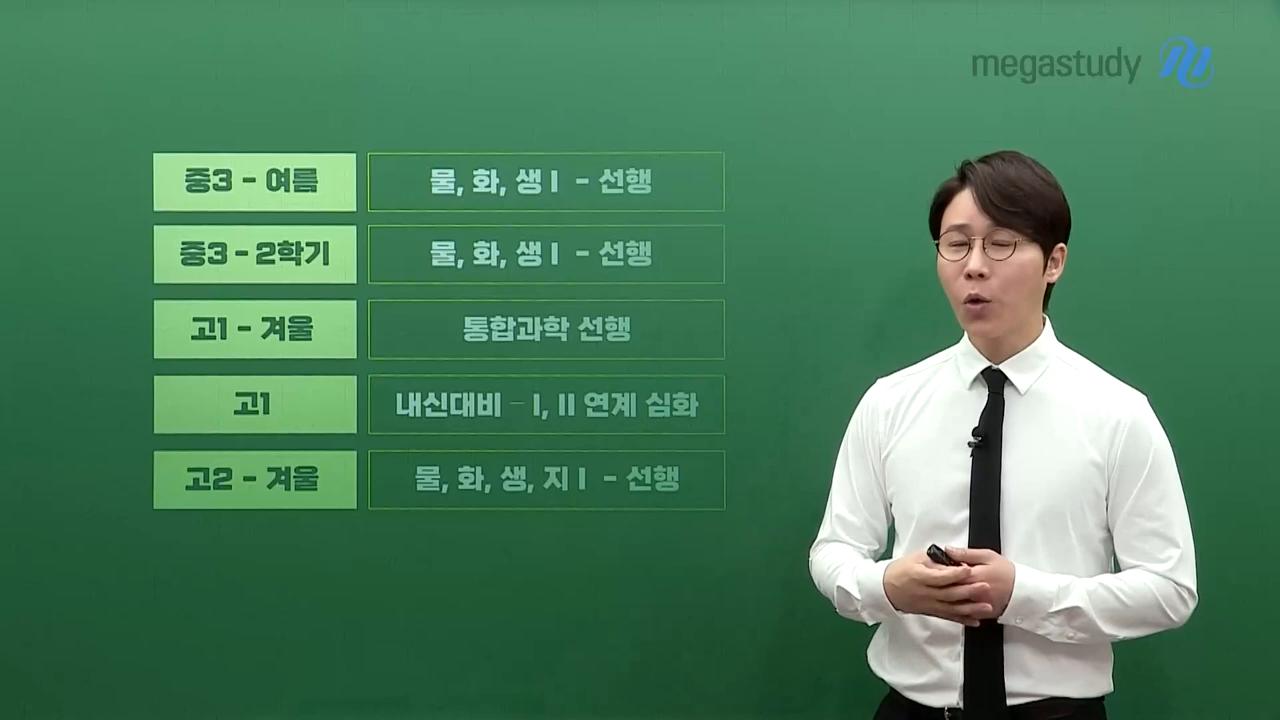 megastudy
중3 - 여름
물, 화, 생 I - 선행
중3 - 2학기
물, 화, 생 I - 선행
고1 - 겨울
통합과학 선행
고1
내신대비 - I, II 연계 심화
고2 - 겨울
물, 화, 생, 지 I - 선행